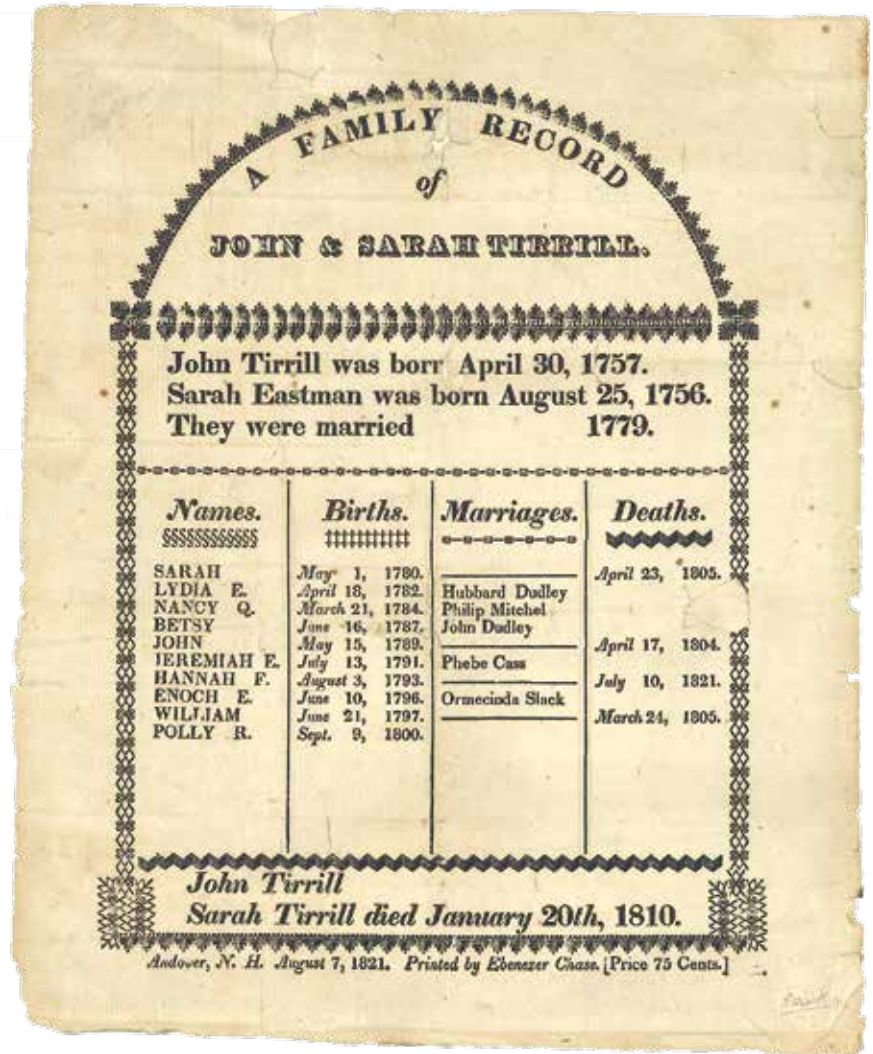 A FAMILY RECORD
of
JOHN & SARAH TIRRILL.
John Tirrill was borr April 30, 1757.
Sarah Eastman was born August 25, 1756.
They were married 1779.
Names. Births. Marriages. Deaths.
SARAH May 1, 1780. April 23, 1805.
LYDIA E. April 18, 1782. Hubbard Dudley
NANCY Q. March 21, 1784. Philip Mitchel
BETSY June 16, 1787. John Dudley
JOHN May 15, 1789. April 17, 1804.
JEREMIAH E. July 13, 1791. Phebe Cass
HANNAH F. August 3, 1793. July 10, 1821.
ENOCH E. June 10, 1796. Ormecinda Slack
WILLIAM June 21, 1797. March 24, 1805.
POLLY R. Sept. 9, 1800.
John Tirrill
Sarah Tirrill died January 20th, 1810.
Andover, N. H. August 7, 1821. Printed by Ebenezer Chase. [Price 75 Cents.]